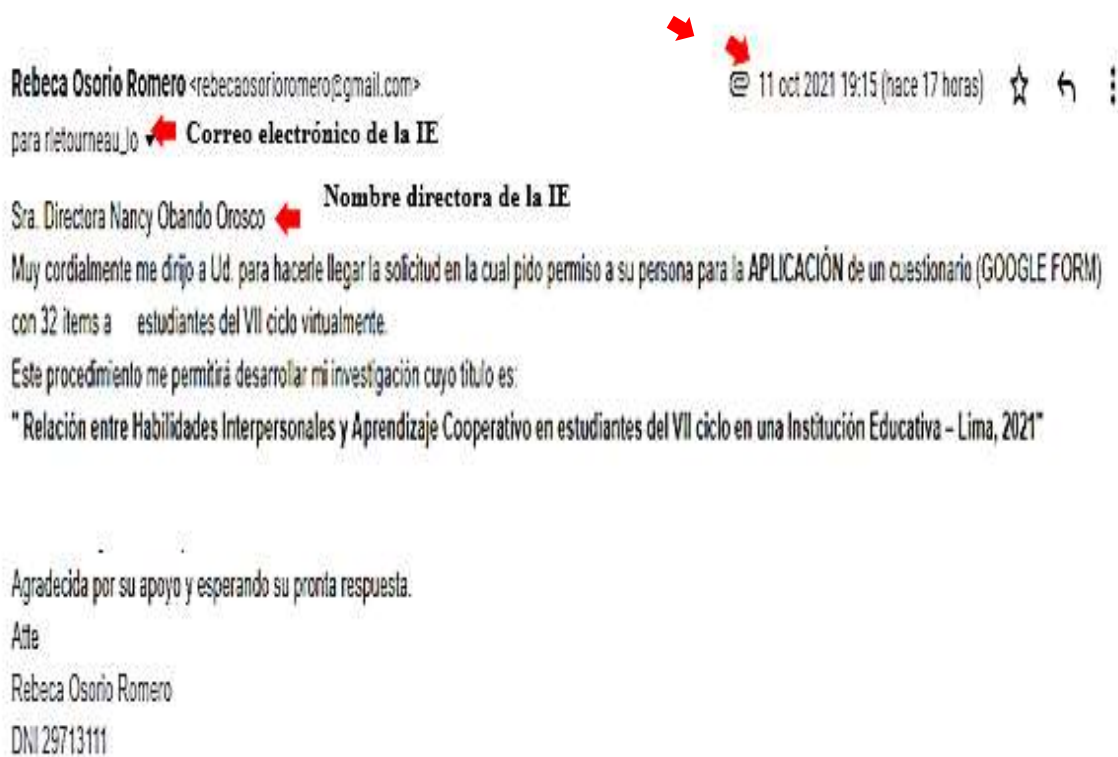 Rebeca Osorio Romero <rebecaosorioromero@gmail.com>
11 oct 2021 19:15 (hace 17 horas)
para rletourneau_lo
Correo electrónico de la IE
Nombre directora de la IE
Sra. Directora Nancy Obando Orosco
Muy cordialmente me dirijo a Ud. para hacerle llegar la solicitud en la cual pido permiso a su persona para la APLICACIÓN de un cuestionario (GOOGLE FORM)
con 32 items a estudiantes del VII ciclo virtualmente.
Este procedimiento me permitirá desarrollar mi investigación cuyo título es:
" Relación entre Habilidades Interpersonales y Aprendizaje Cooperativo en estudiantes del VII ciclo en una Institución Educativa – Lima, 2021"
Agradecida por su apoyo y esperando su pronta respuesta.
Atte
Rebeca Osorio Romero
DNI 29713111